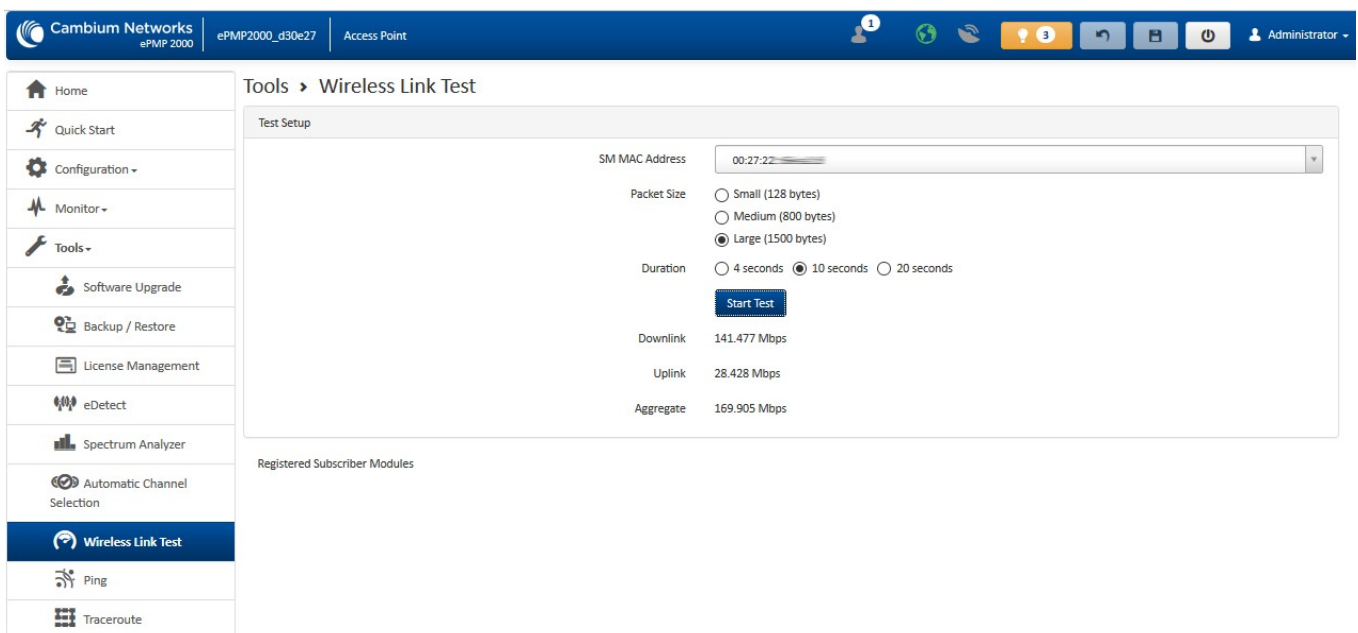 Cambium Networks
ePMP 2000
ePMP2000_d30e27
Access Point
1
3
Administrator
Home
Quick Start
Configuration
Monitor
Tools
Software Upgrade
Backup / Restore
License Management
eDetect
Spectrum Analyzer
Automatic Channel
Selection
Wireless Link Test
Ping
Traceroute
Tools > Wireless Link Test
Test Setup
SM MAC Address
00:27:22
Packet Size
Small (128 bytes)
Medium (800 bytes)
Large (1500 bytes)
Duration
4 seconds 10 seconds 20 seconds
Start Test
Downlink 141.477 Mbps
Uplink 28.428 Mbps
Aggregate 169.905 Mbps
Registered Subscriber Modules